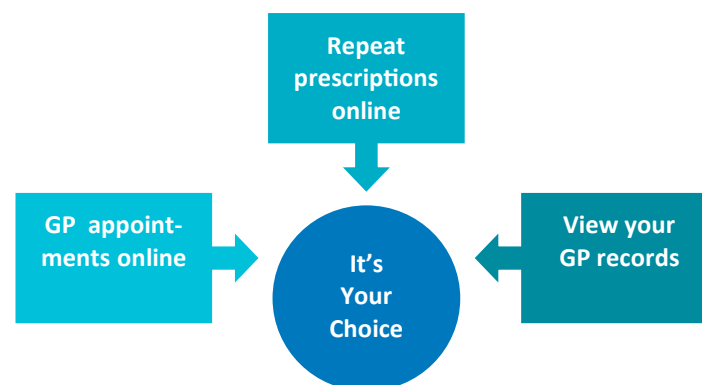 Repeat
prescriptions
online
GP  appoint-
ments online
It’s
Your
Choice
View your
GP records